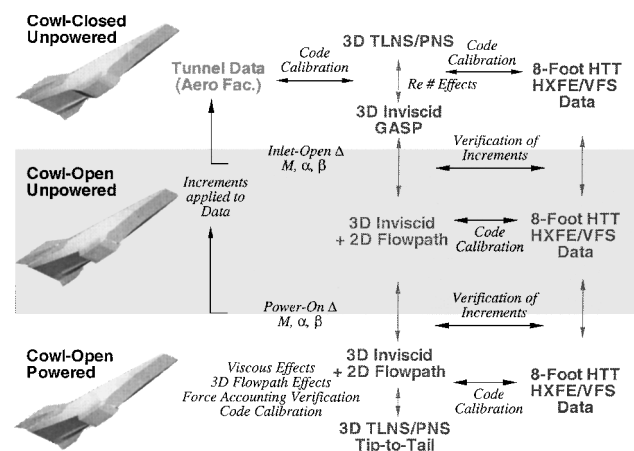 Cowl-Closed
Unpowered
Tunnel Data
(Aero Fac.)
Code
Calibration
3D TLNS/PNS
Code
Calibration
8-Foot HTT
HXFE/VFS
Data
Re # Effects
3D Inviscid
GASP
Inlet-Open Δ
M, α, β
Verification of
Increments
Cowl-Open
Unpowered
Increments
applied to
Data
3D Inviscid
+ 2D Flowpath
Code
Calibration
8-Foot HTT
HXFE/VFS
Data
Power-On Δ
M, α, β
Verification of
Increments
Cowl-Open
Powered
Viscous Effects
3D Flowpath Effects
Force Accounting Verification
Code Calibration
3D Inviscid
+ 2D Flowpath
Code
Calibration
8-Foot HTT
HXFE/VFS
Data
3D TLNS/PNS
Tip-to-Tail